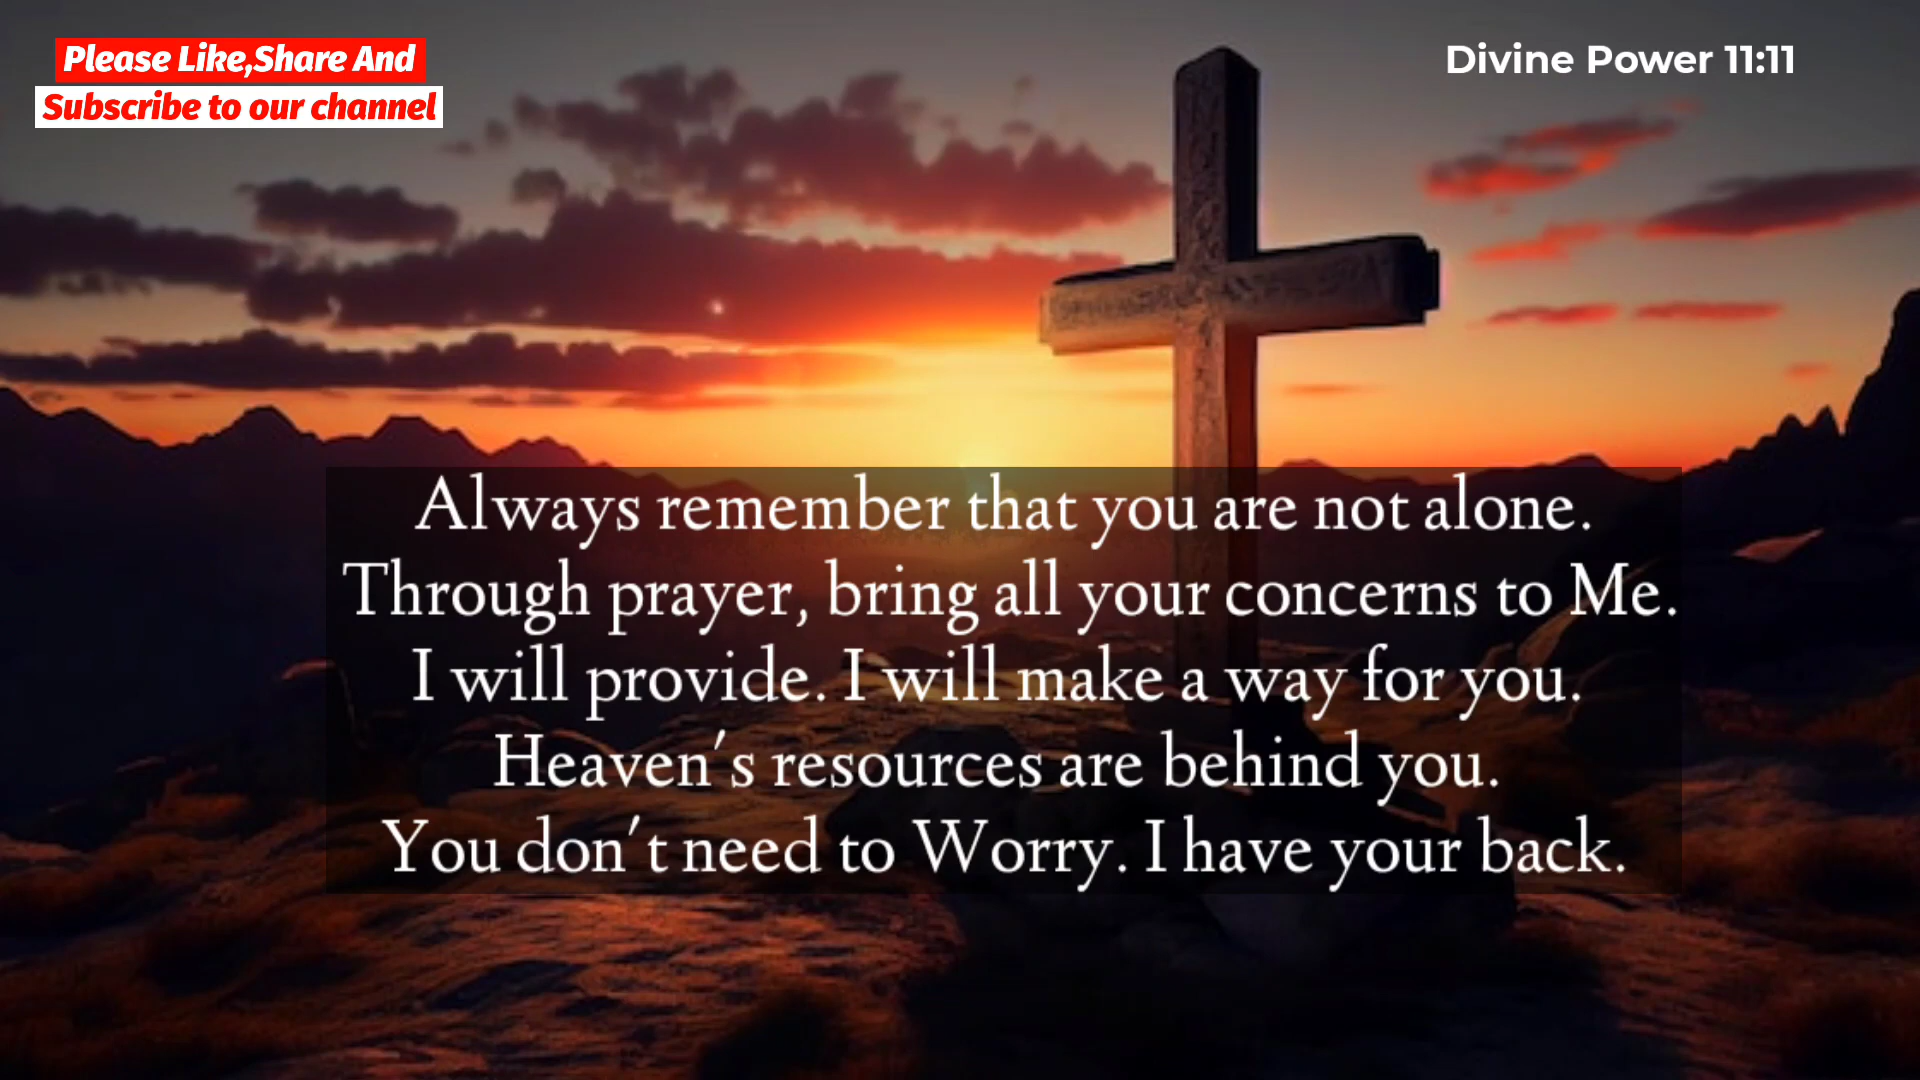 Please Like,Share And
Subscribe to our channel
Divine Power 11:11
Always remember that you are not alone.
Through prayer, bring all your concerns to Me.
I will provide. I will make a way for you.
Heaven's resources are behind you.
You don't need to Worry. I have your back.